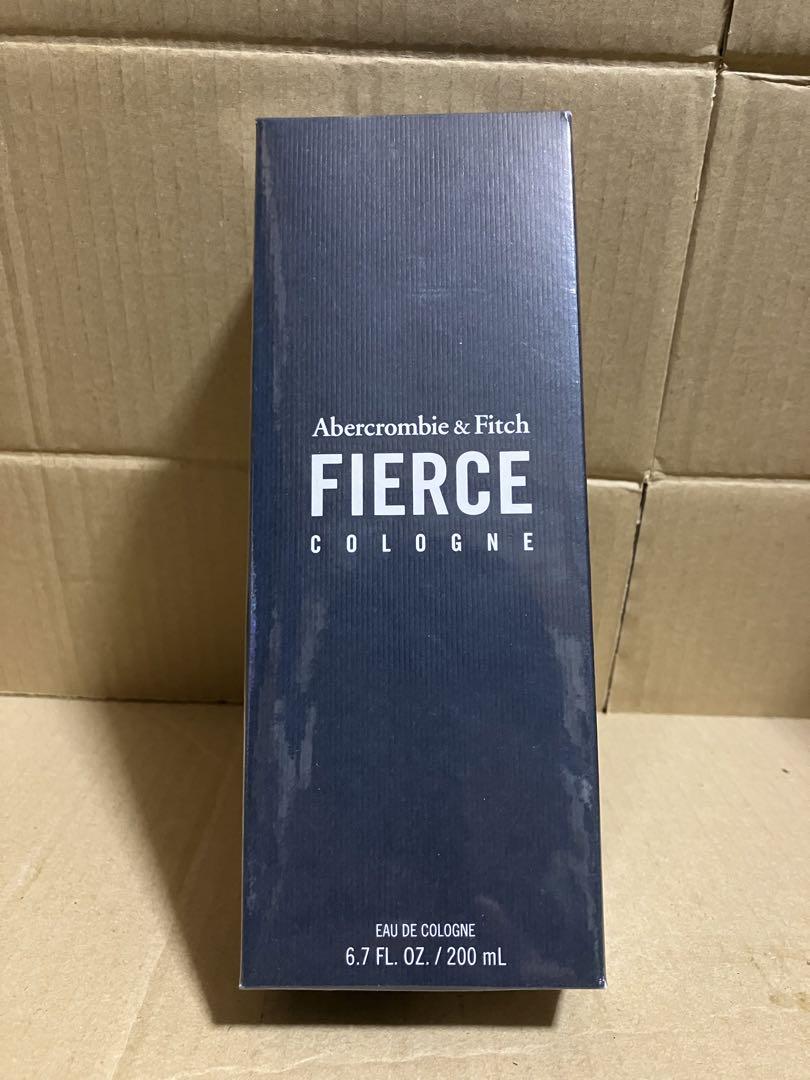 Abercrombie & Fitch
FIERCE
COLOGNE
EAU DE COLOGNE
6.7 FL. OZ. / 200 mL